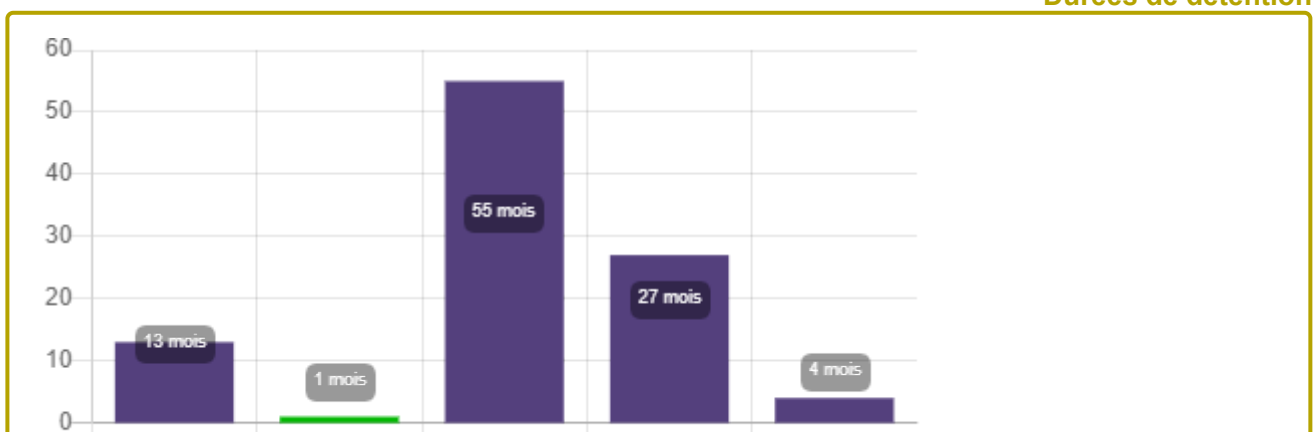 Durées de détention
60
50
40
30
20
10
0
13 mois
1 mois
55 mois
27 mois
4 mois